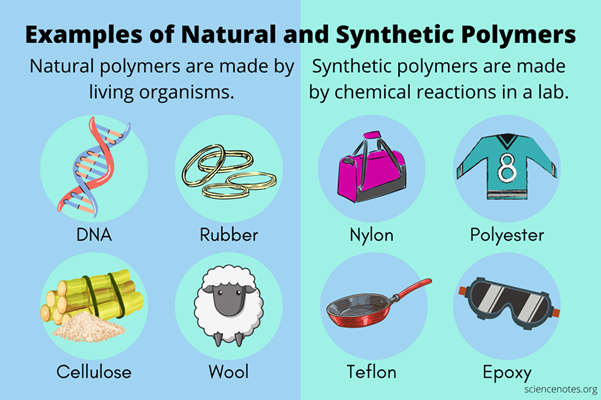 Examples of Natural and Synthetic Polymers
Natural polymers are made by
living organisms.
Synthetic polymers are made
by chemical reactions in a lab.
DNA
Rubber
Nylon
8
Polyester
Cellulose
Wool
Teflon
Epoxy
sciencenotes.org